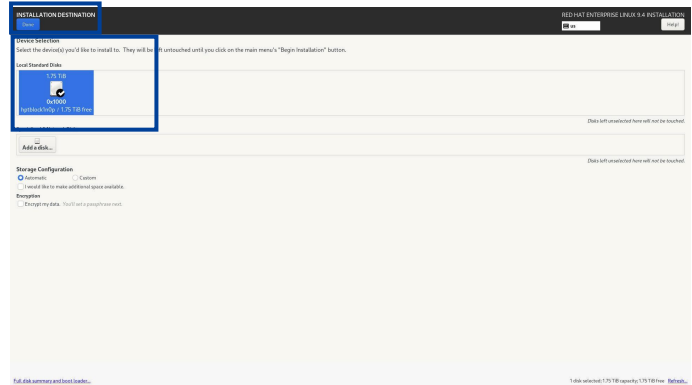 INSTALLATION DESTINATION
RED HAT ENTERPRISE LINUX 9.4 INSTALLATION
Done
us
Help!
Device Selection
Select the device(s) you'd like to install to. They will be left untouched until you click on the main menu's "Begin Installation" button.
Local Standard Disks
1.75 TiB
0x1000
hptblock1n0p / 1.75 TiB free
Disks left unselected here will not be touched.
Add a disk...
Disks left unselected here will not be touched.
Storage Configuration
Automatic Custom
I would like to make additional space available.
Encryption
Encrypt my data. You'll set a passphrase next.
Full disk summary and boot loader...
1 disk selected; 1.75 TiB capacity; 1.75 TiB free Refresh...